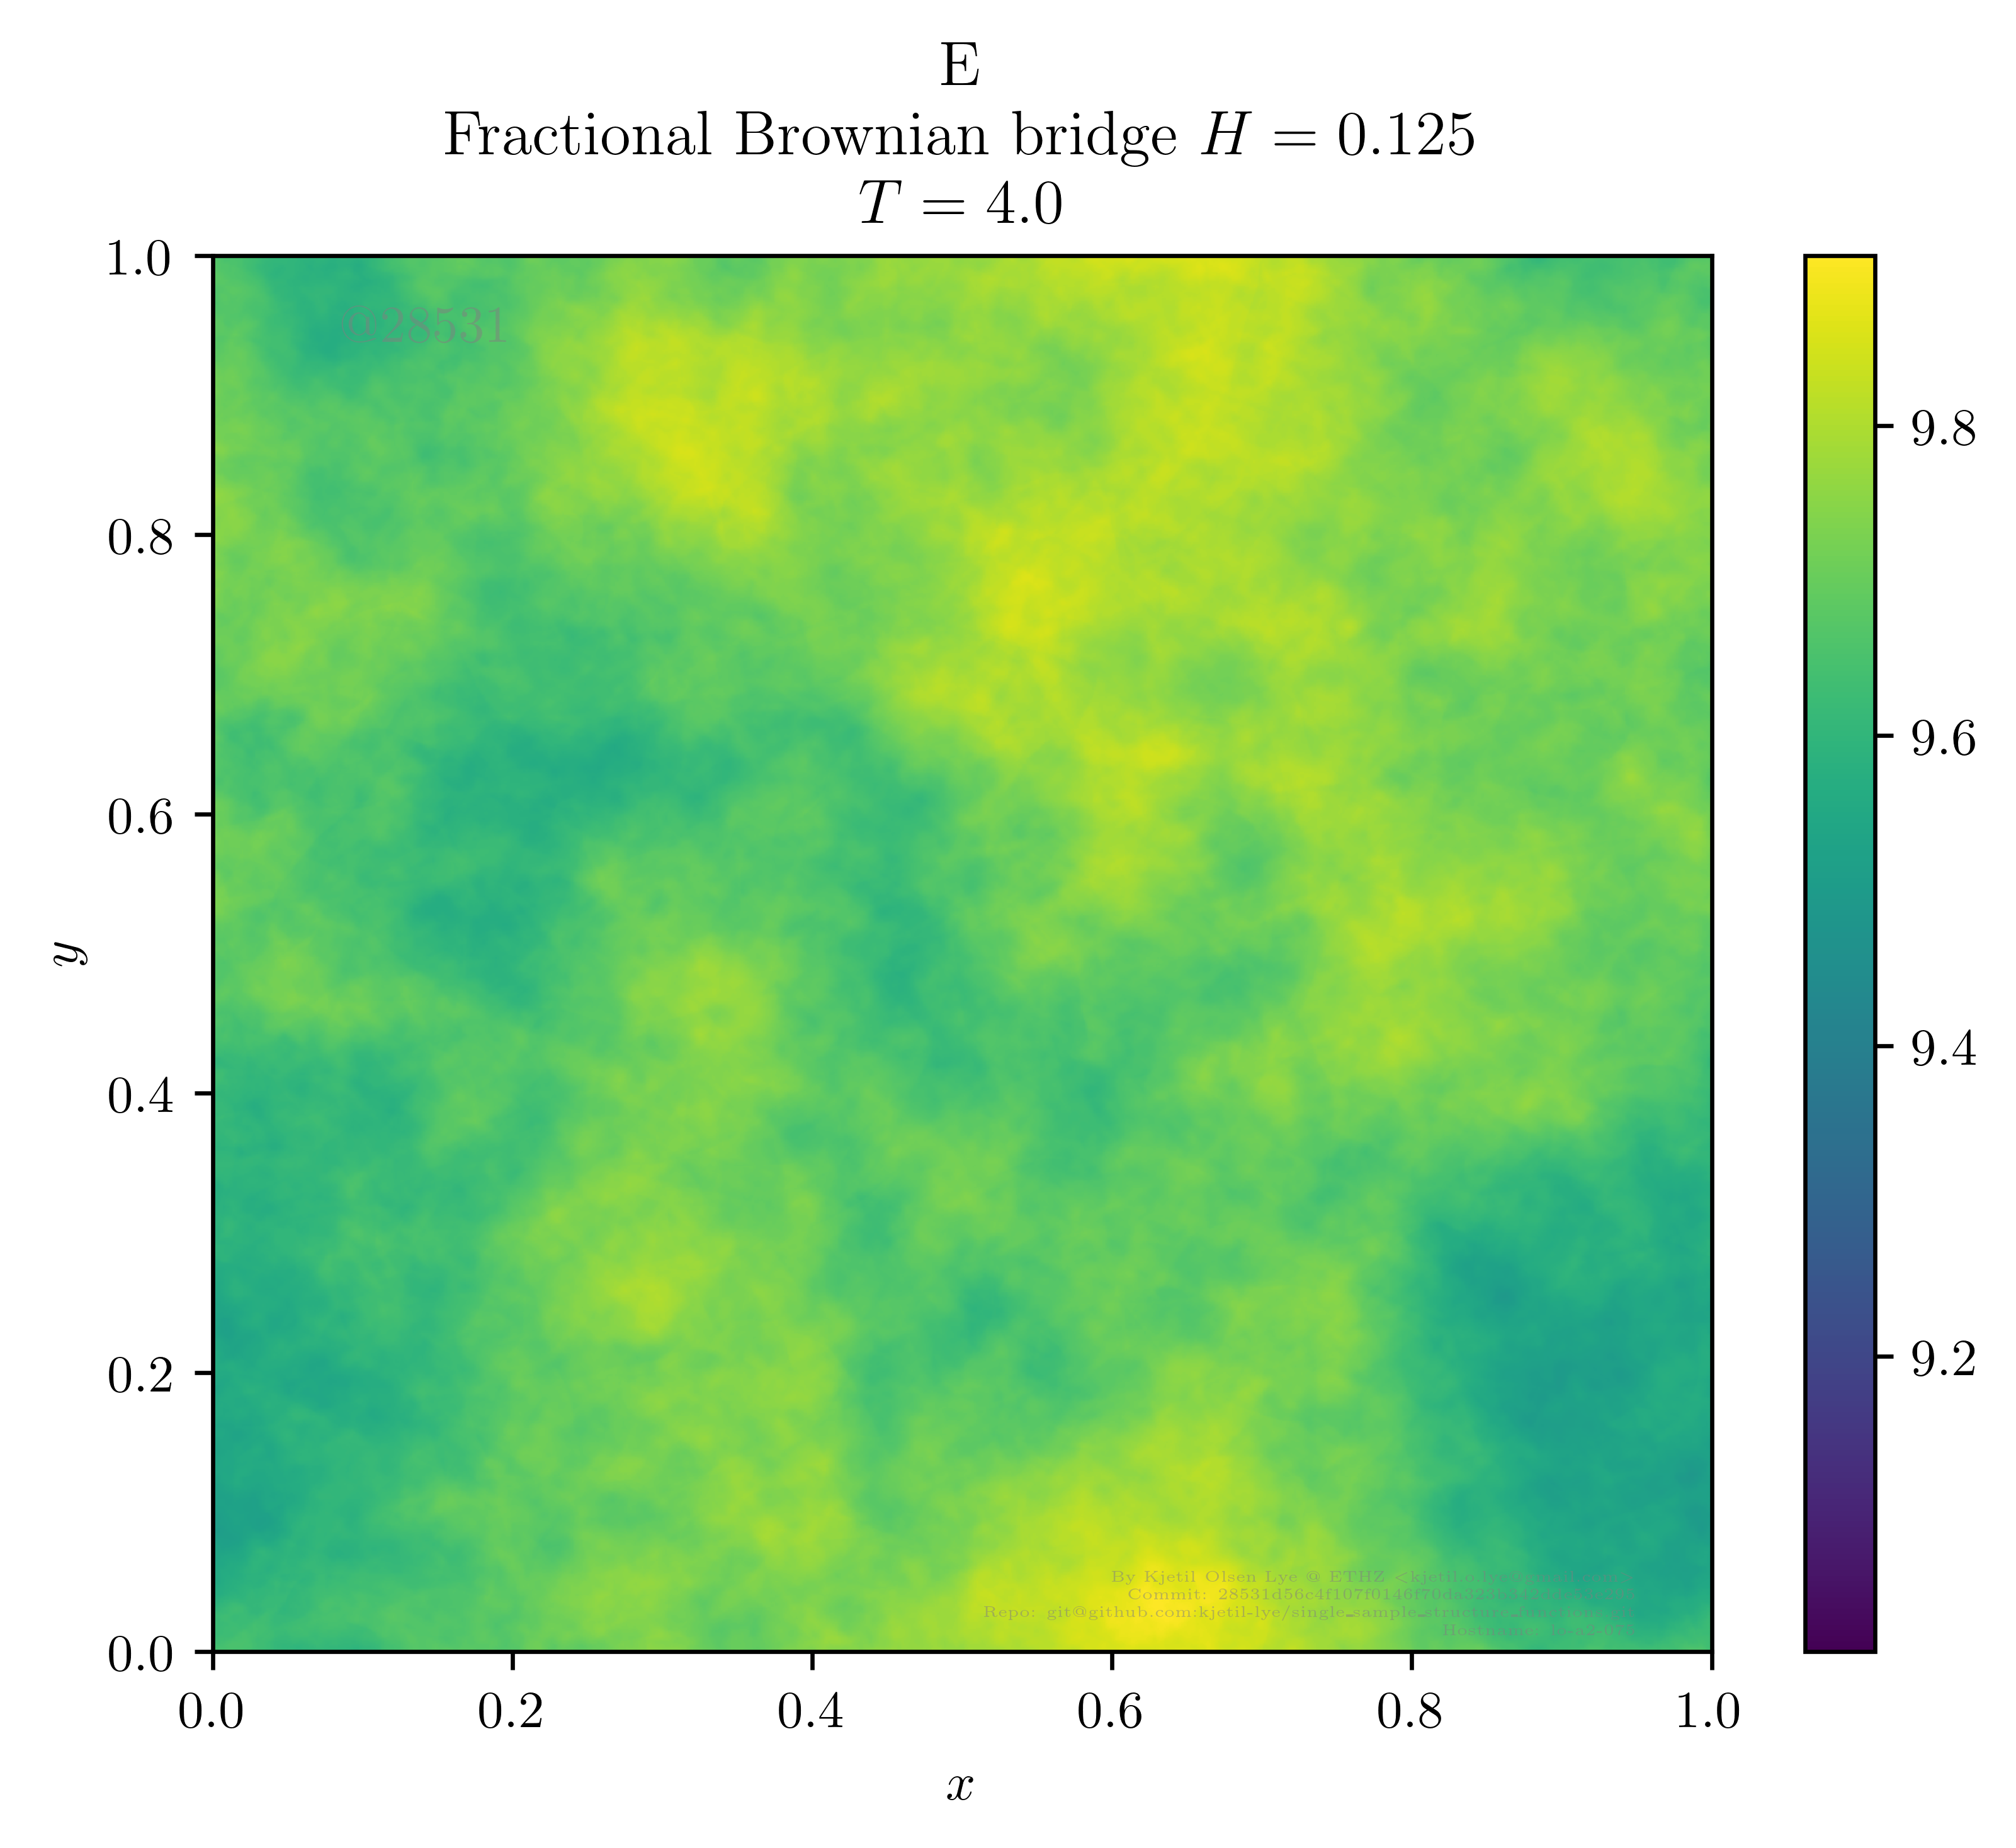 E
Fractional Brownian bridge H = 0.125
T = 4.0
1.0
@28531
9.8
0.8
9.6
0.6
y
9.4
0.4
0.2
9.2
By Kjetil Olsen Lye @ ETHZ
Commit:
Repo: git@github.com:kjetil-lye/single_sample_structure_functions
Hostname:
0.0
0.0 0.2 0.4 0.6 0.8 1.0
x